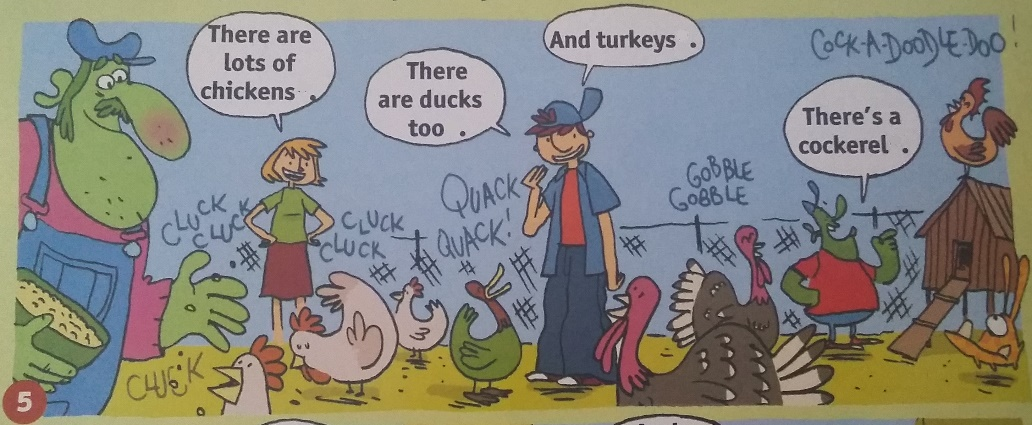 There are
lots of
chickens .
There
are ducks
too .
And turkeys .
COCK-A-DOODLE-DOO !
There's a
cockerel .
CLUCK
CLUCK
CLUCK
CLUCK
QUACK
QUACK!
GOBBLE
GOBBLE
CLUCK
5